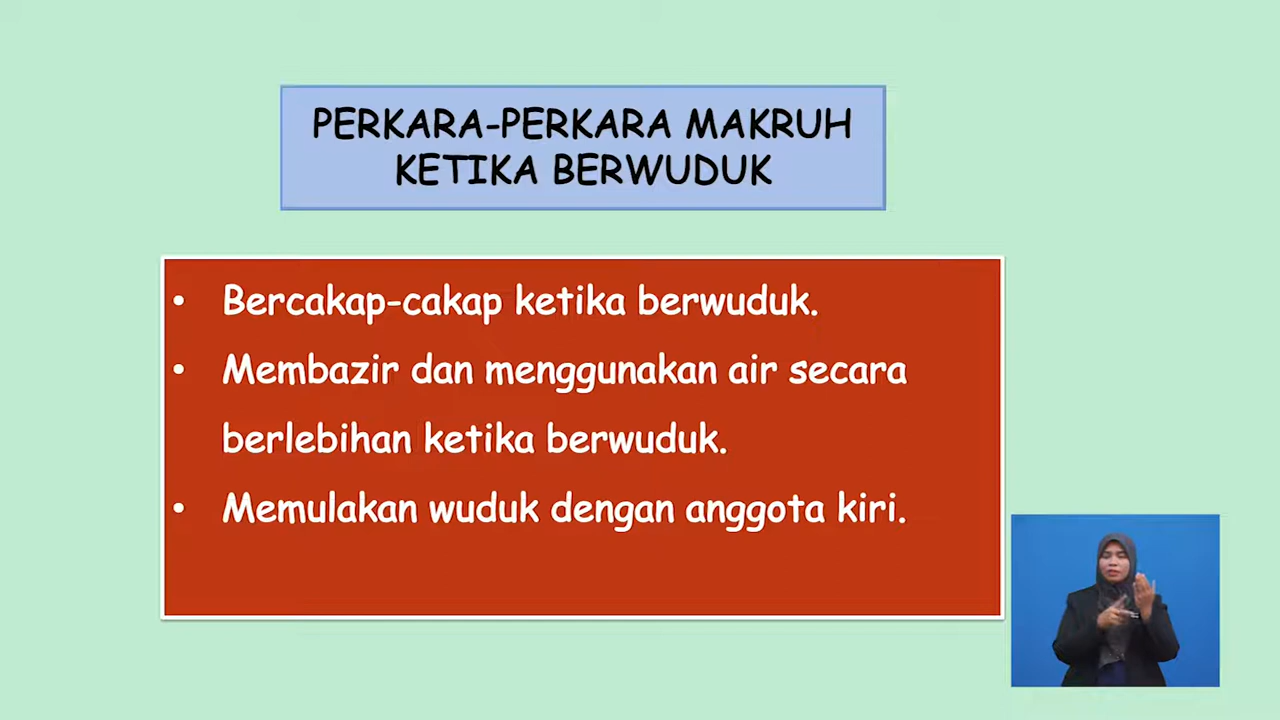 PERKARA-PERKARA MAKRUH
KETIKA BERWUDUK
• Bercakap-cakap ketika berwuduk.
• Membazir dan menggunakan air secara
berlebihan ketika berwuduk.
• Memulakan wuduk dengan anggota kiri.